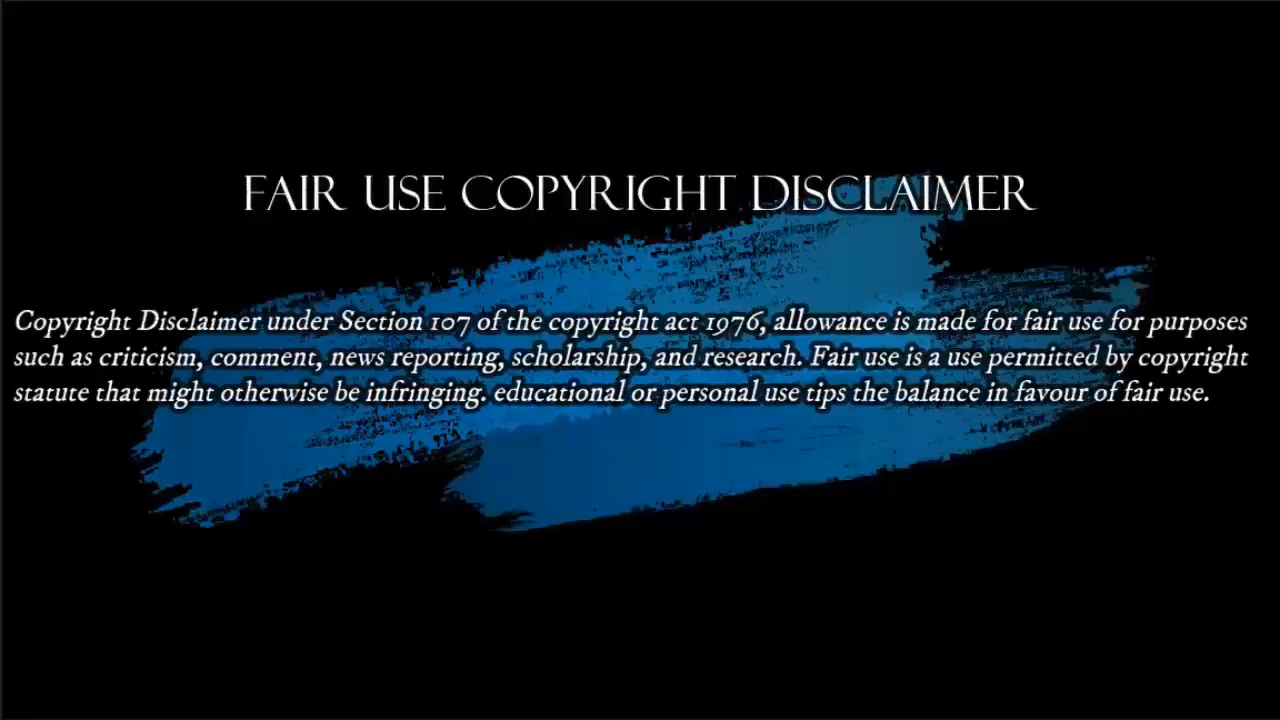 FAIR USE COPYRIGHT DISCLAIMER
Copyright Disclaimer under Section 107 of the copyright act 1976, allowance is made for fair use for purposes
such as criticism, comment, news reporting, scholarship, and research. Fair use is a use permitted by copyright
statute that might otherwise be infringing. educational or personal use tips the balance in favour of fair use.